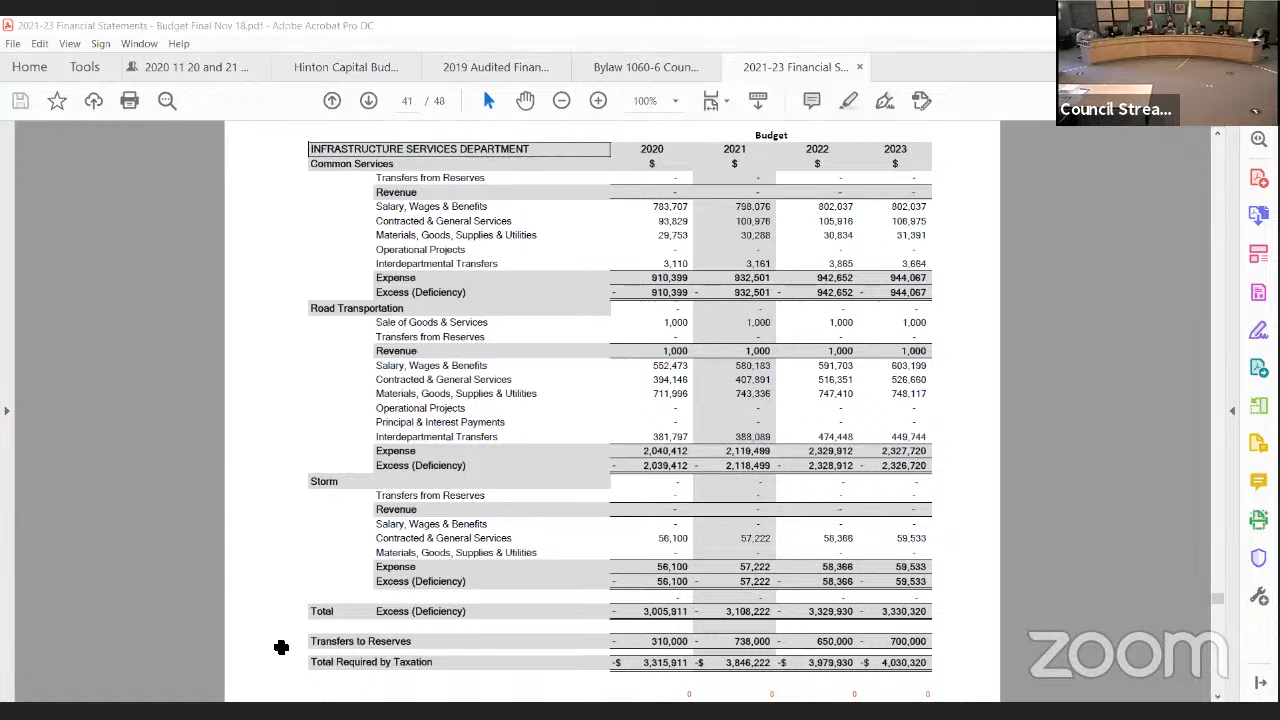 2021-23 Financial Statements - Budget Final Nov 18.pdf - Adobe Acrobat Pro DC
File Edit View Sign Window Help
Home Tools 2020 11 20 and 21 ... Hinton Capital Bud... 2019 Audited Finan... Bylaw 1060-6 Coun... 2021-23 Financial S... ×
41 / 48 100%
Council Strea...
Budget
INFRASTRUCTURE SERVICES DEPARTMENT 2020 2021 2022 2023
Common Services $ $ $ $
Transfers from Reserves - - - -
Revenue - - - -
Salary, Wages & Benefits 783,707 798,076 802,037 802,037
Contracted & General Services 93,829 100,976 105,916 106,975
Materials, Goods, Supplies & Utilities 29,753 30,288 30,834 31,391
Operational Projects - - - -
Interdepartmental Transfers 3,110 3,161 3,865 3,664
Expense 910,399 932,501 942,652 944,067
Excess (Deficiency) - 910,399 - 932,501 - 942,652 - 944,067
Road Transportation - - - -
Sale of Goods & Services 1,000 1,000 1,000 1,000
Transfers from Reserves - - - -
Revenue 1,000 1,000 1,000 1,000
Salary, Wages & Benefits 552,473 580,183 591,703 603,199
Contracted & General Services 394,146 407,891 516,351 526,660
Materials, Goods, Supplies & Utilities 711,996 743,336 747,410 748,117
Operational Projects - - - -
Principal & Interest Payments - - - -
Interdepartmental Transfers 381,797 388,089 474,448 449,744
Expense 2,040,412 2,119,499 2,329,912 2,327,720
Excess (Deficiency) - 2,039,412 - 2,118,499 - 2,328,912 - 2,326,720
Storm - - - -
Transfers from Reserves - - - -
Revenue - - - -
Salary, Wages & Benefits - - - -
Contracted & General Services 56,100 57,222 58,366 59,533
Materials, Goods, Supplies & Utilities - - - -
Expense 56,100 57,222 58,366 59,533
Excess (Deficiency) - 56,100 - 57,222 - 58,366 - 59,533
- - - -
Total Excess (Deficiency) - 3,005,911 - 3,108,222 - 3,329,930 - 3,330,320
Transfers to Reserves - 310,000 - 738,000 - 650,000 - 700,000
Total Required by Taxation -$ 3,315,911 -$ 3,846,222 -$ 3,979,930 -$ 4,030,320
0 0 0 0
zoom